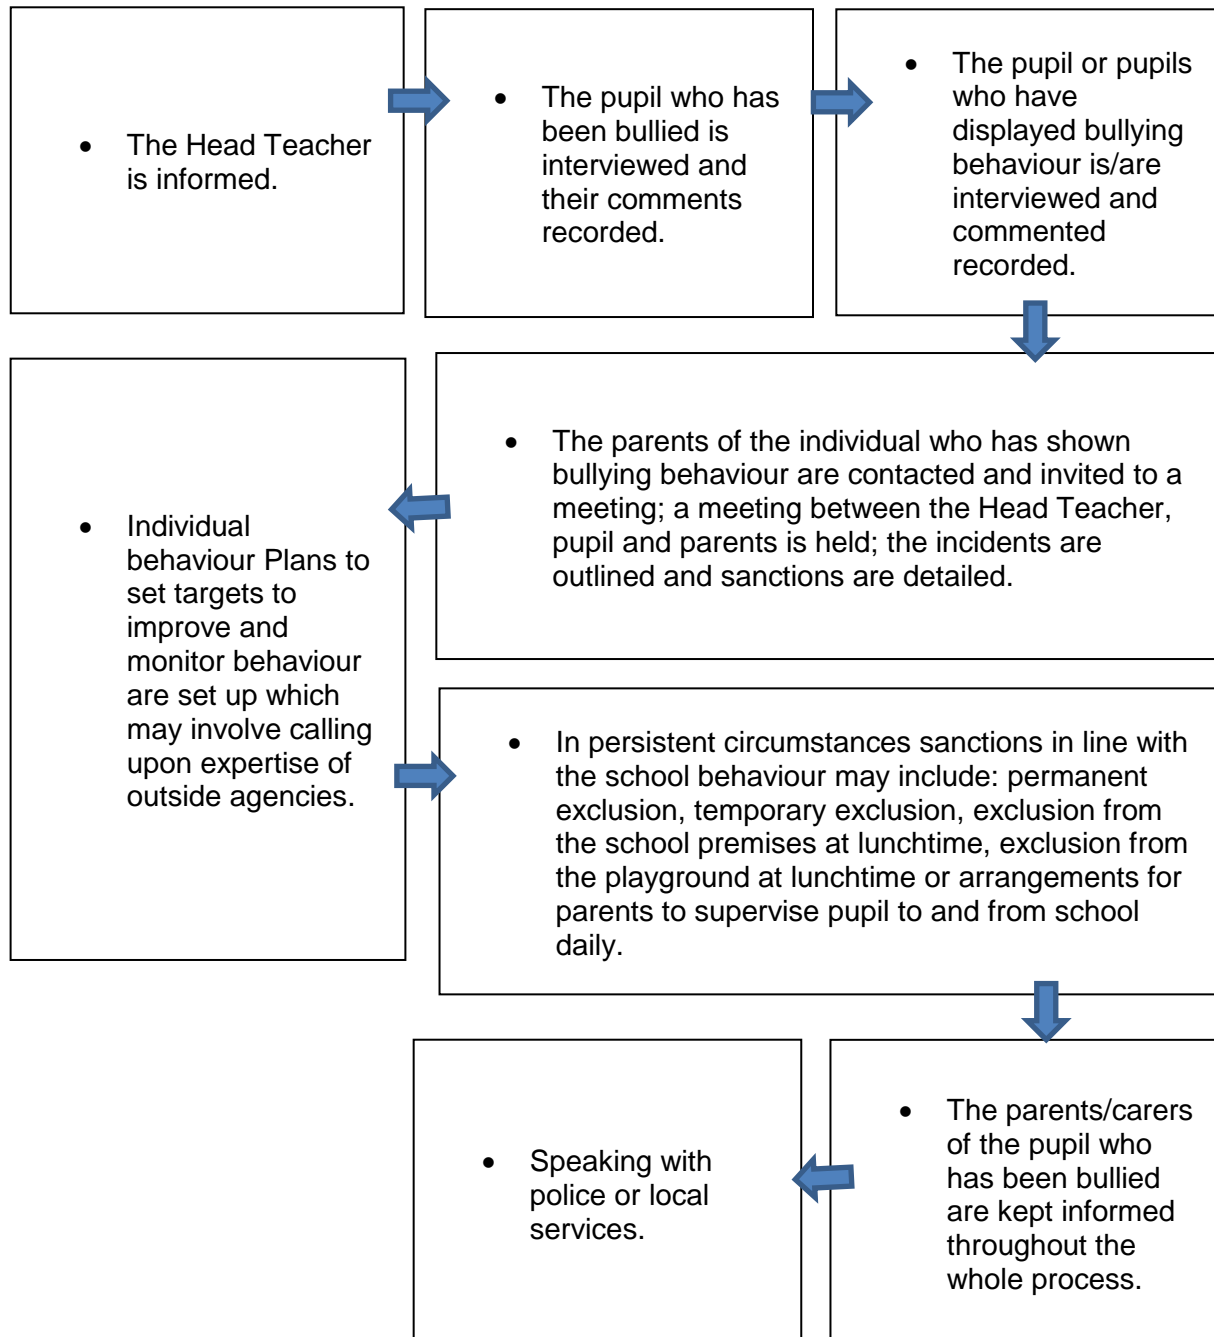 • The Head Teacher
is informed.
• The pupil who has
been bullied is
interviewed and
their comments
recorded.
• The pupil or pupils
who have
displayed bullying
behaviour is/are
interviewed and
commented
recorded.
• The parents of the individual who has shown
bullying behaviour are contacted and invited to a
meeting; a meeting between the Head Teacher,
pupil and parents is held; the incidents are
outlined and sanctions are detailed.
• Individual
behaviour Plans to
set targets to
improve and
monitor behaviour
are set up which
may involve calling
upon expertise of
outside agencies.
• In persistent circumstances sanctions in line with
the school behaviour may include: permanent
exclusion, temporary exclusion, exclusion from
the school premises at lunchtime, exclusion from
the playground at lunchtime or arrangements for
parents to supervise pupil to and from school
daily.
• The parents/carers
of the pupil who
has been bullied
are kept informed
throughout the
whole process.
• Speaking with
police or local
services.